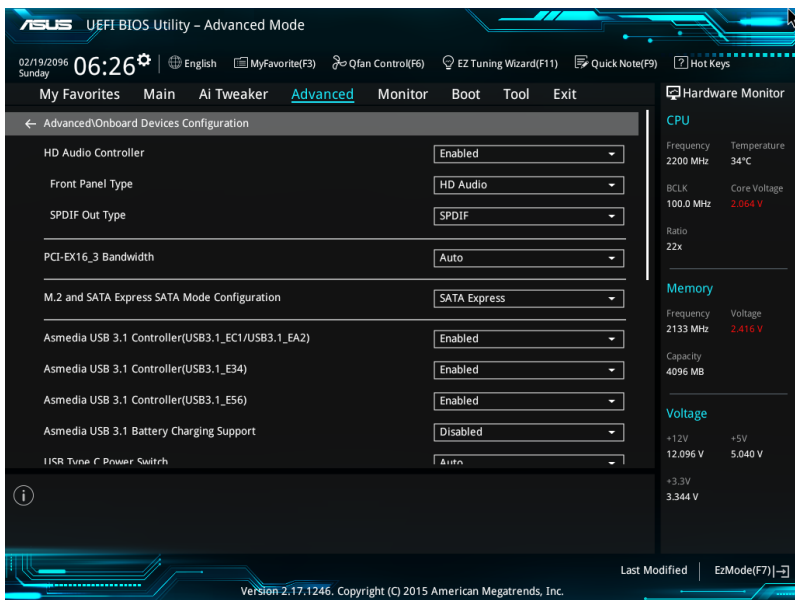 ASUS UEFI BIOS Utility – Advanced Mode
02/19/2096
Sunday
06:26
English
MyFavorite(F3)
Qfan Control(F6)
EZ Tuning Wizard(F11)
Quick Note(F9)
? Hot Keys
My Favorites Main Ai Tweaker Advanced Monitor Boot Tool Exit
Hardware Monitor
← Advanced\Onboard Devices Configuration
HD Audio Controller Enabled
Front Panel Type HD Audio
SPDIF Out Type SPDIF
PCI-EX16_3 Bandwidth Auto
M.2 and SATA Express SATA Mode Configuration SATA Express
Asmedia USB 3.1 Controller(USB3.1_EC1/USB3.1_EA2) Enabled
Asmedia USB 3.1 Controller(USB3.1_E34) Enabled
Asmedia USB 3.1 Controller(USB3.1_E56) Enabled
Asmedia USB 3.1 Battery Charging Support Disabled
USB Type C Power Switch Auto
CPU
Frequency Temperature
2200 MHz 34°C
BCLK Core Voltage
100.0 MHz 2.064 V
Ratio
22x
Memory
Frequency Voltage
2133 MHz 2.416 V
Capacity
4096 MB
Voltage
+12V +5V
12.096 V 5.040 V
+3.3V
3.344 V
i
Last Modified EzMode(F7)
Version 2.17.1246. Copyright (C) 2015 American Megatrends, Inc.